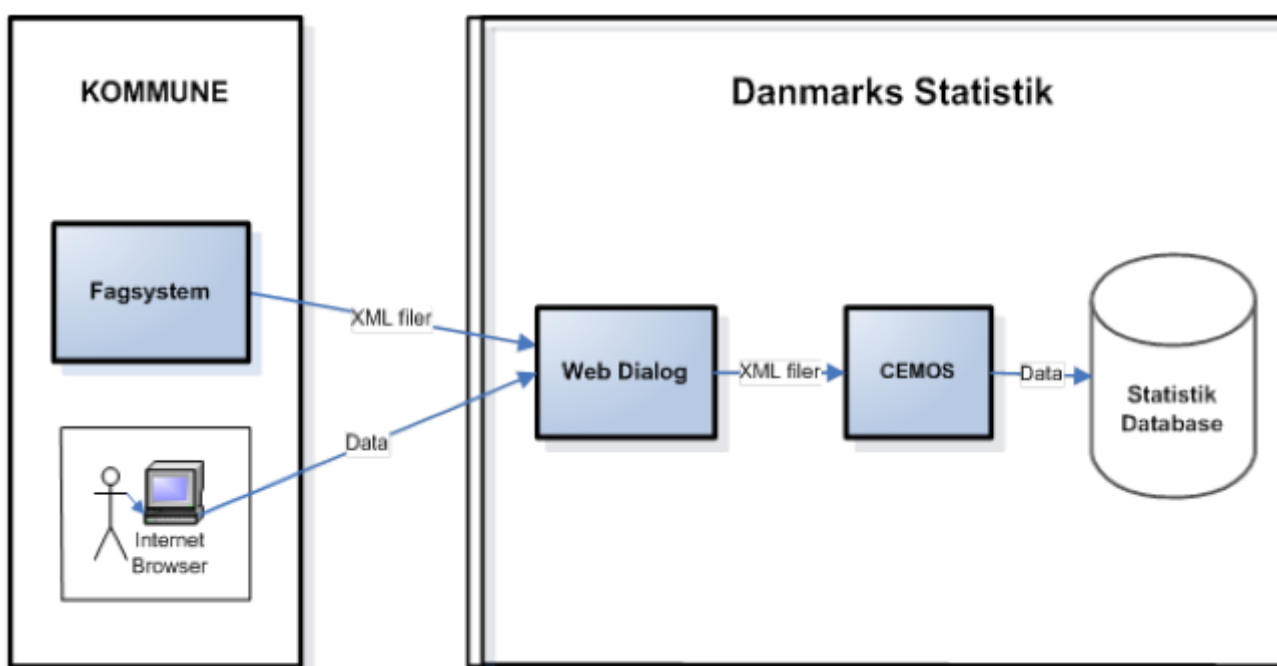 KOMMUNE
Danmarks Statistik
Fagsystem
XML filer
Web Dialog
XML filer
CEMOS
Data
Statistik
Database
Data
Internet
Browser